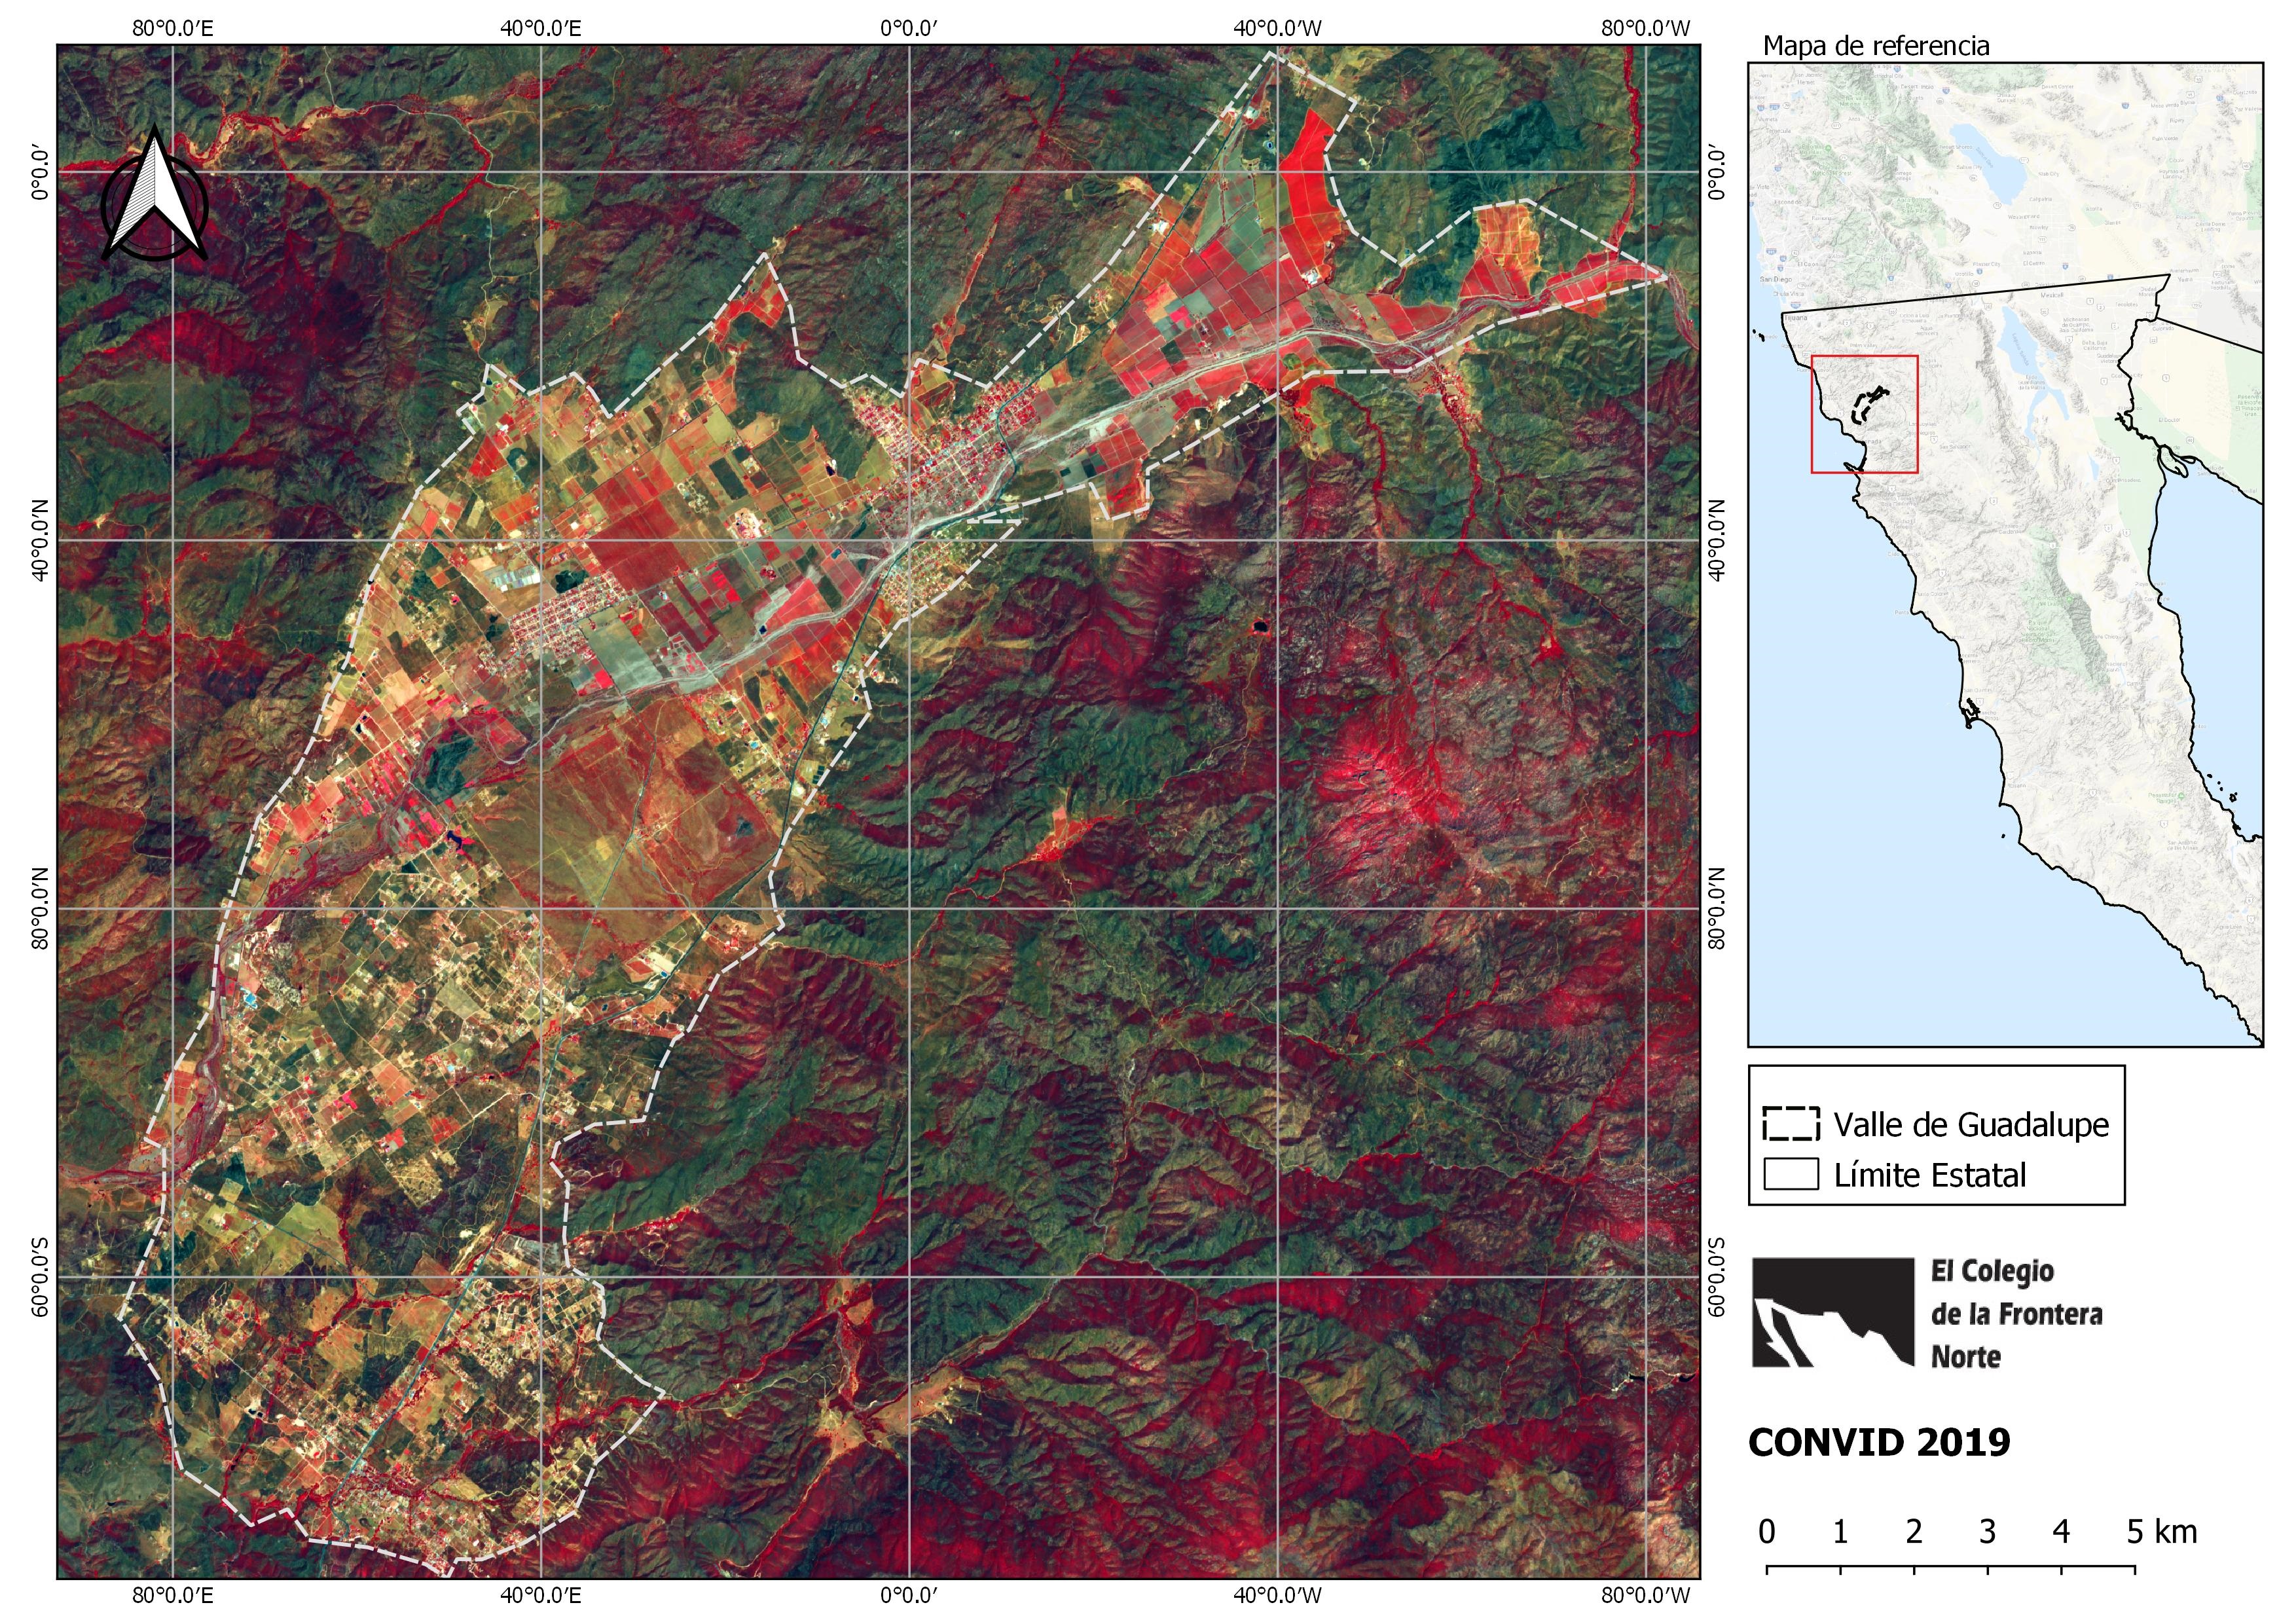 80°0.0′E 40°0.0′E 0°0.0′ 40°0.0′W 80°0.0′W
0°0.0′ 0°0.0′
40°0.0′N 40°0.0′N
80°0.0′N 80°0.0′N
60°0.0′S 60°0.0′S
80°0.0′E 40°0.0′E 0°0.0′ 40°0.0′W 80°0.0′W
Mapa de referencia
San Diego
Tijuana
Mexicali
Valle de Guadalupe
Límite Estatal
El Colegio
de la Frontera
Norte
CONVID 2019
0 1 2 3 4 5 km